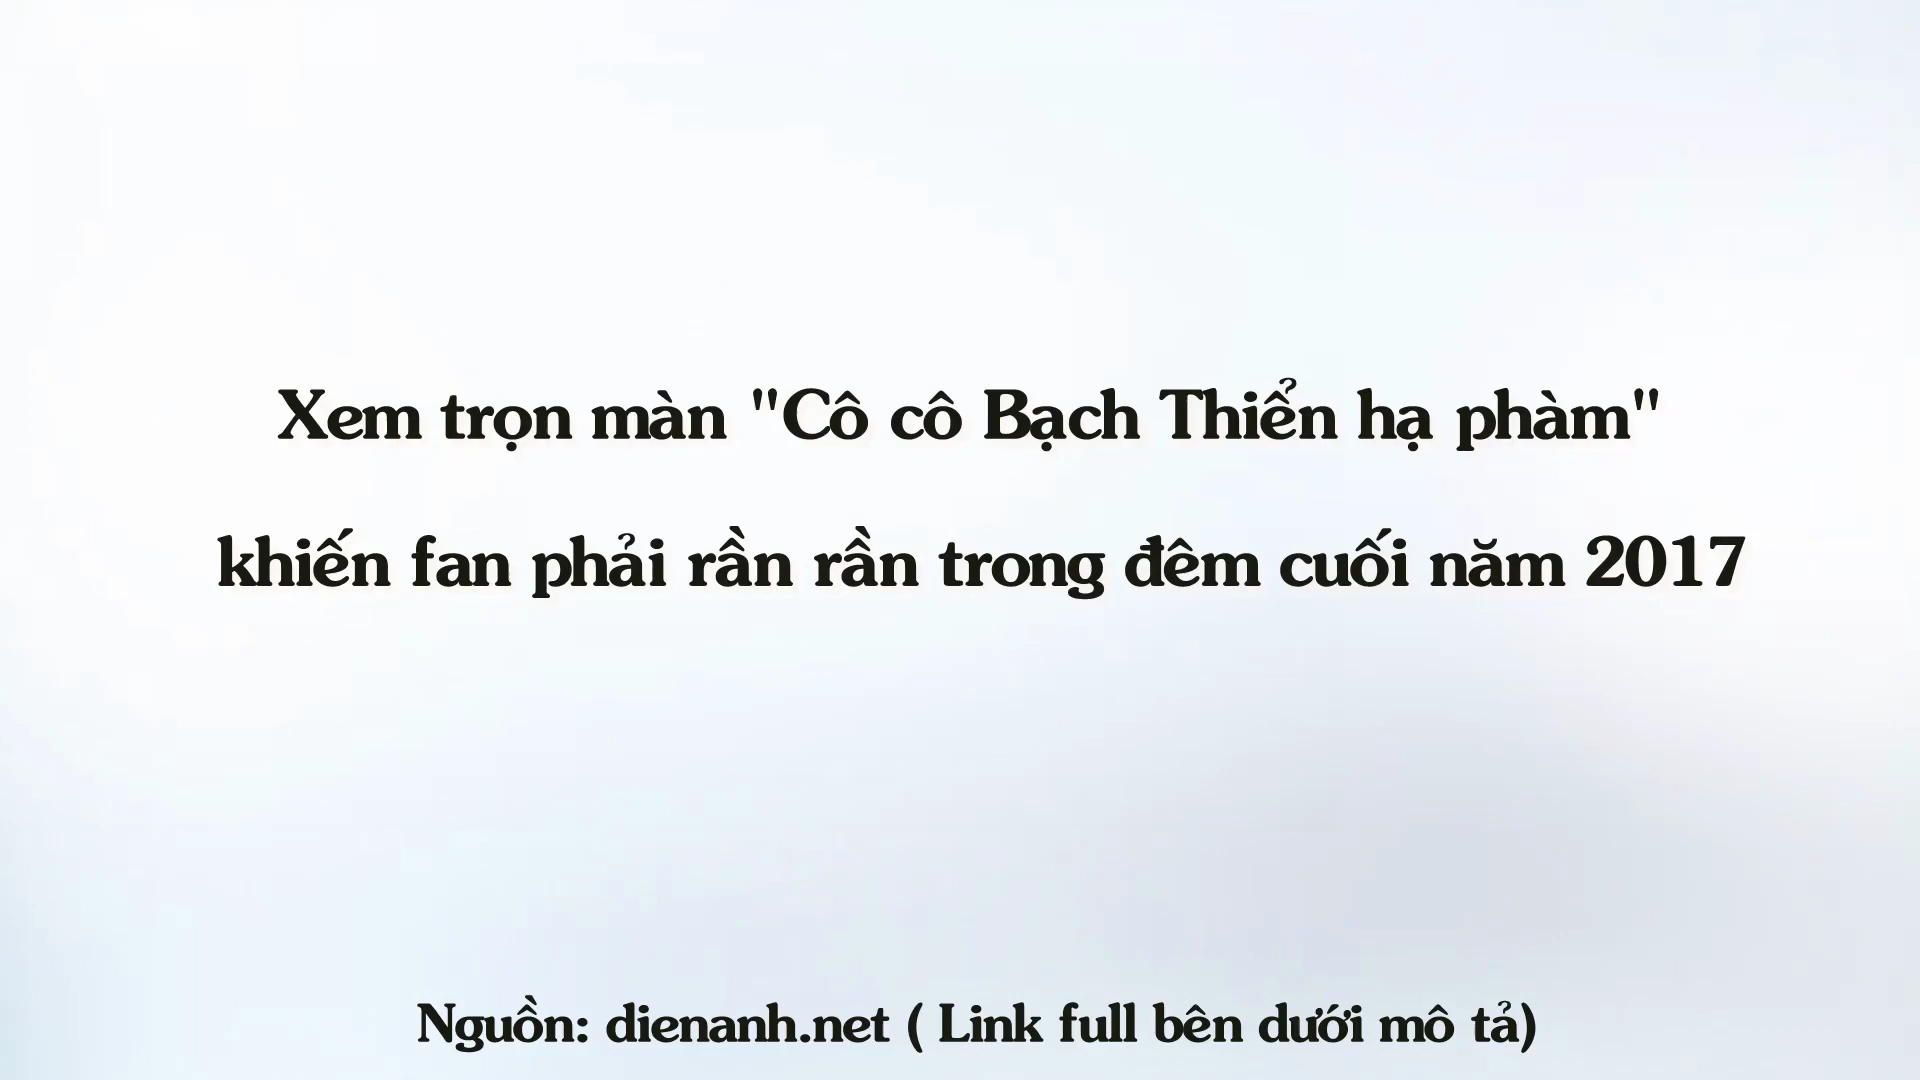 Xem trọn màn "Cô cô Bạch Thiển hạ phàm"
khiến fan phải rần rần trong đêm cuối năm 2017
Nguồn: dienanh.net ( Link full bên dưới mô tả)